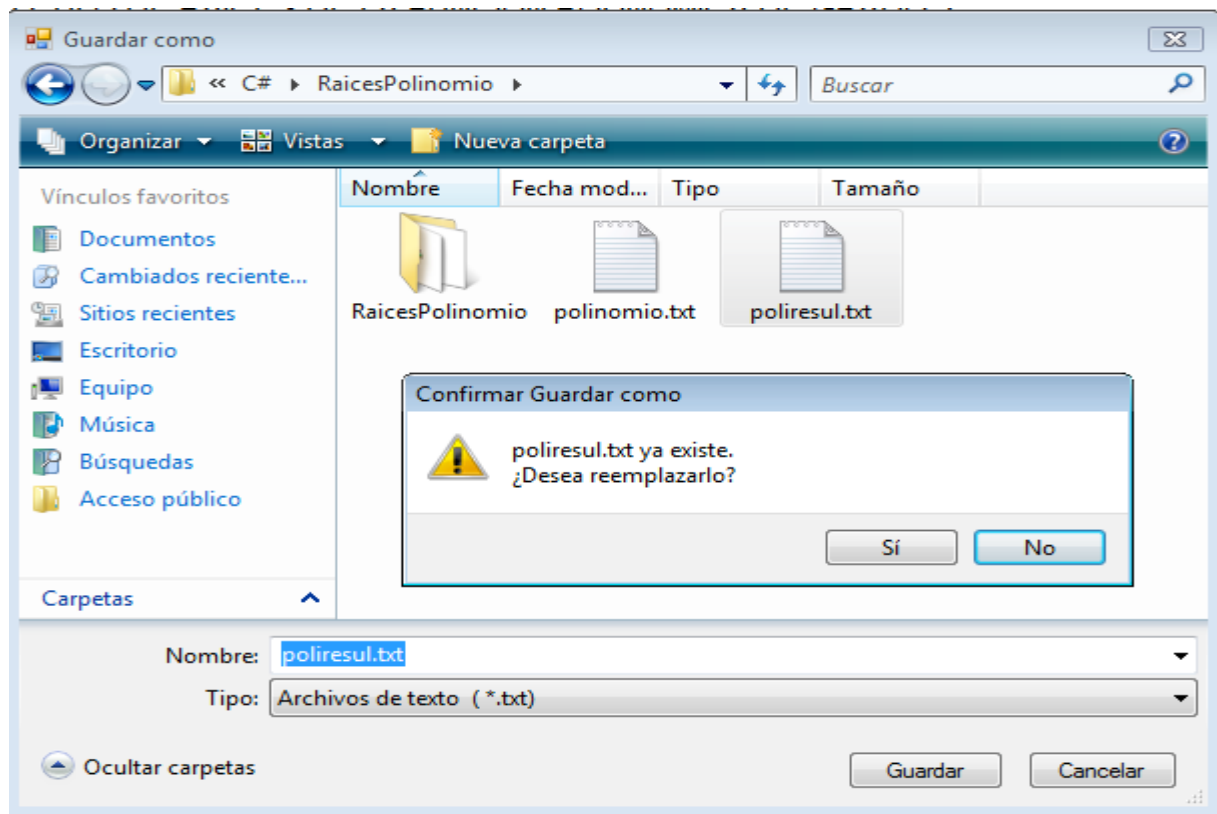 Guardar como
« C# RaicesPolinomio
Buscar
Organizar Vistas Nueva carpeta
Vínculos favoritos
Documentos
Cambiados reciente...
Sitios recientes
Escritorio
Equipo
Música
Búsquedas
Acceso público
Carpetas
Nombre Fecha mod... Tipo Tamaño
RaicesPolinomio polinomio.txt poliresul.txt
Confirmar Guardar como
poliresul.txt ya existe.
¿Desea reemplazarlo?
Sí No
Nombre: poliresul.txt
Tipo: Archivos de texto (*.txt)
Ocultar carpetas Guardar Cancelar